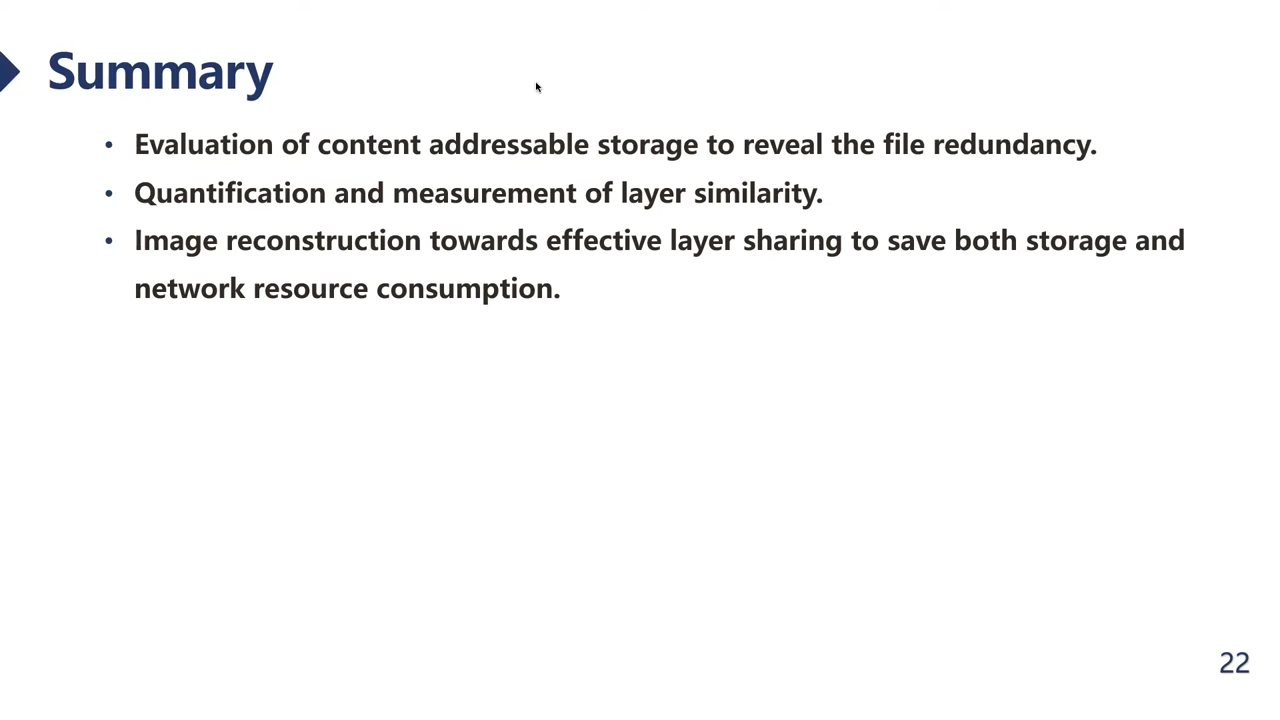 Summary
• Evaluation of content addressable storage to reveal the file redundancy.
• Quantification and measurement of layer similarity.
• Image reconstruction towards effective layer sharing to save both storage and
network resource consumption.
22